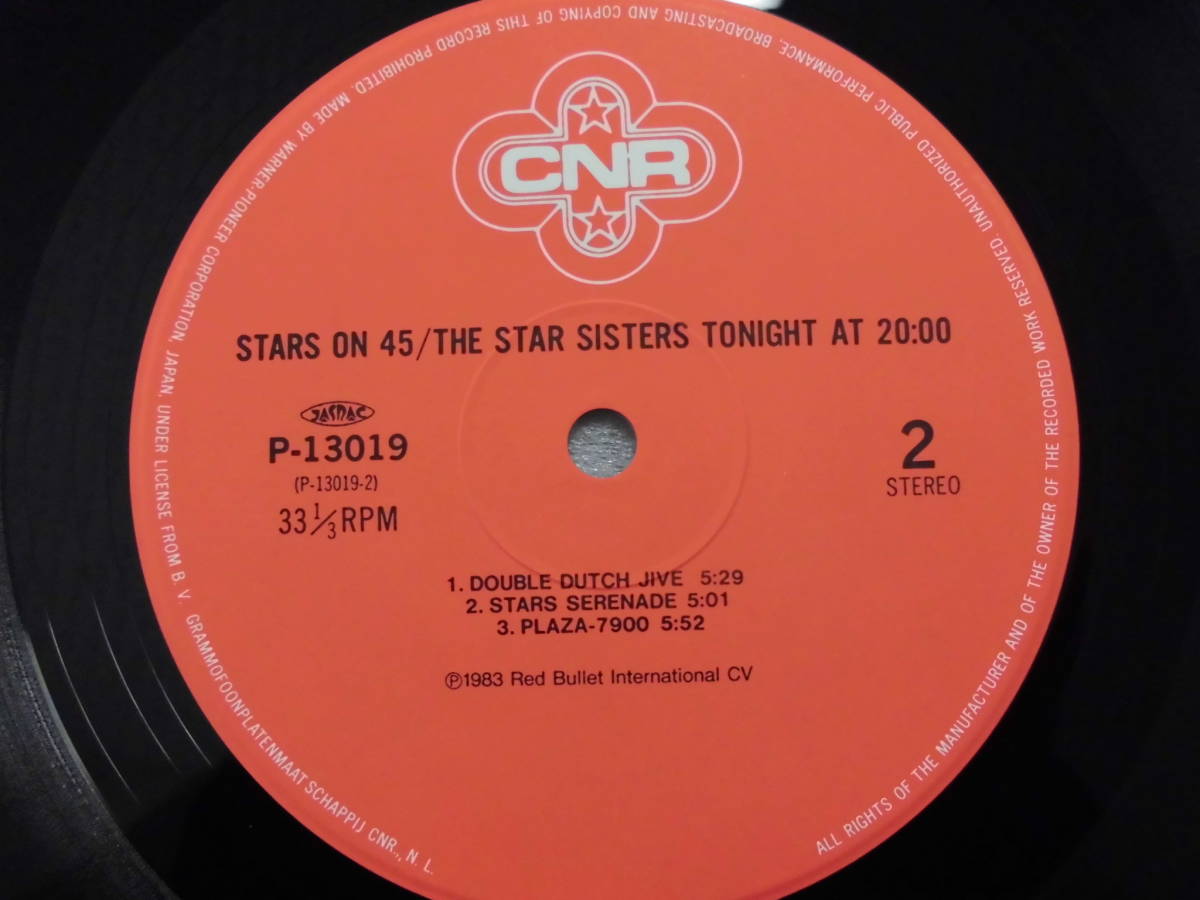 CNR
STARS ON 45/THE STAR SISTERS TONIGHT AT 20:00
JASRAC
P-13019
(P-13019-2)
33 1/3 RPM
2
STEREO
1. DOUBLE DUTCH JIVE 5:29
2. STARS SERENADE 5:01
3. PLAZA-7900 5:52
℗1983 Red Bullet International CV
ALL RIGHTS OF THE MANUFACTURER AND OF THE OWNER OF THE RECORDED WORK RESERVED. UNAUTHORIZED PUBLIC PERFORMANCE, BROADCASTING AND COPYING OF THIS RECORD PROHIBITED. MADE BY WARNER-PIONEER CORPORATION, JAPAN. UNDER LICENSE FROM B. V. GRAMMOFOONPLATENMAATSCHAPPIJ CNR., N. L.